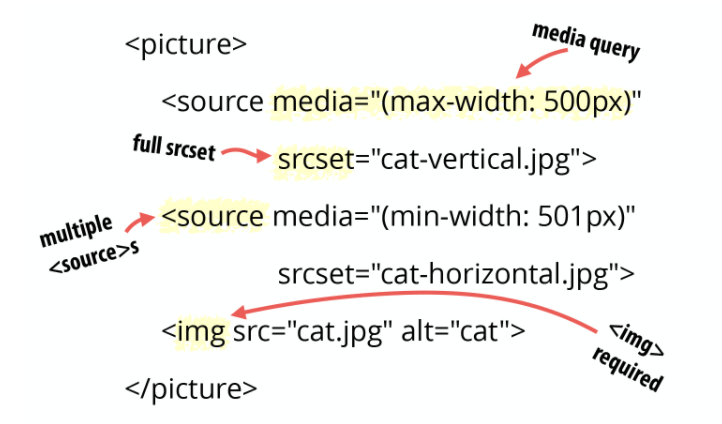 <picture>
media query
<source media="(max-width: 500px)"
full srcset
srcset="cat-vertical.jpg">
multiple
<source>s
<source media="(min-width: 501px)"
srcset="cat-horizontal.jpg">
<img src="cat.jpg" alt="cat">
<img>
required
</picture>